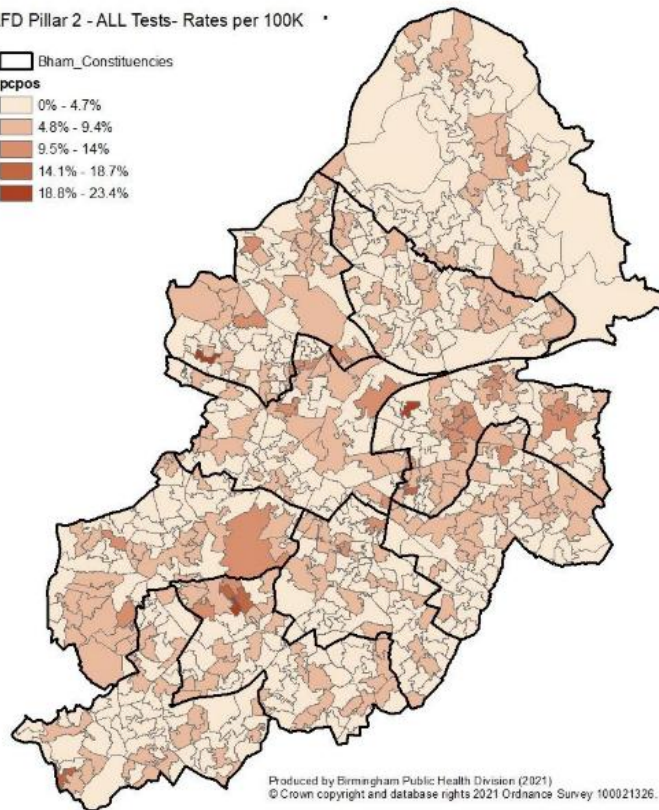 FD Pillar 2 - ALL Tests- Rates per 100K
Bham_Constituencies
pcpos
0% - 4.7%
4.8% - 9.4%
9.5% - 14%
14.1% - 18.7%
18.8% - 23.4%
Produced by Birmingham Public Health Division (2021)
© Crown copyright and database rights 2021 Ordnance Survey 100021326.